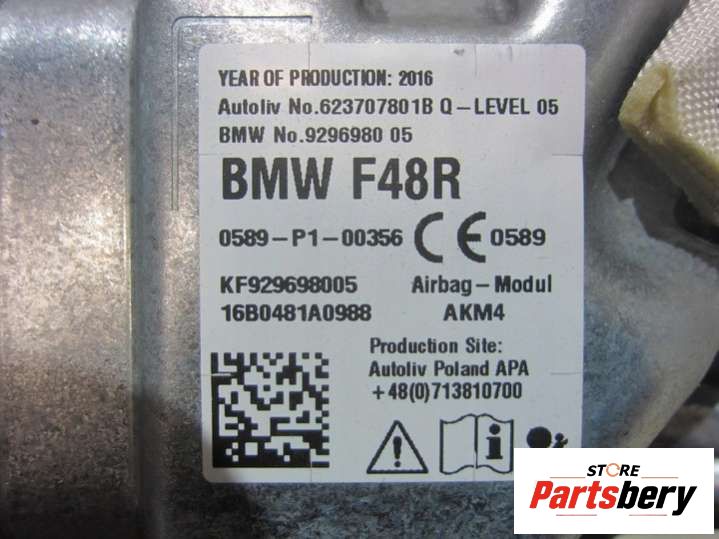 YEAR OF PRODUCTION: 2016
Autoliv No.623707801B Q-LEVEL 05
BMW No.9296980 05
BMW F48R
0589-P1-00356 CE 0589
KF929698005 Airbag-Modul
16B0481A0988 AKM4
Production Site:
Autoliv Poland APA
+48(0)713810700
STORE
Partsbery